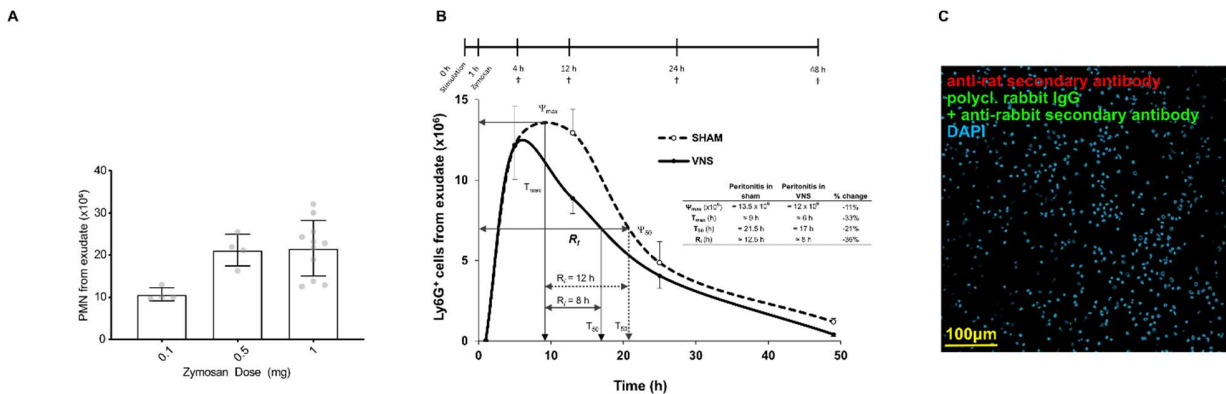 A
PMN from exudate (x10⁶)
40
30
20
10
0
0.1
0.5
1
Zymosan Dose (mg)
B
0 h
Stimulation
1 h
Zymosan
4 h
12 h
24 h
48 h
†
†
†
†
Ly6G⁺ cells from exudate (x10⁶)
15
10
5
0
0
10
20
30
40
50
Time (h)
Ψmax
Tmax
Ψ50
Ri
Ri = 12 h
Ri = 8 h
T50
T50
SHAM
VNS
Peritonitis in sham
Peritonitis in VNS
% change
Ψmax (x10⁶) ≈ 13.5 x 10⁶ ≈ 12 x 10⁶ -11%
Tmax (h) ≈ 9 h ≈ 6 h -33%
T50 (h) ≈ 21.5 h ≈ 17 h -21%
Ri (h) ≈ 12.5 h ≈ 8 h -36%
C
anti-rat secondary antibody
polycl. rabbit IgG
+ anti-rabbit secondary antibody
DAPI
100µm